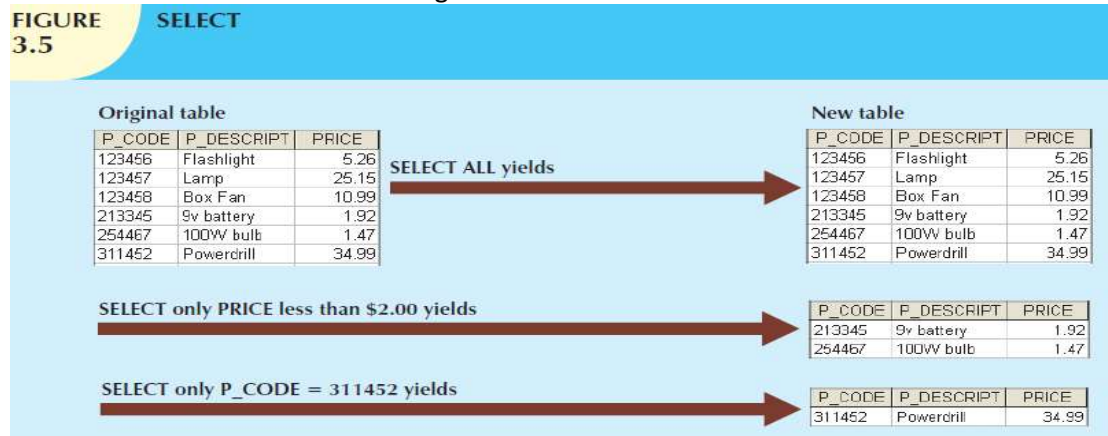 FIGURE 3.5
SELECT
Original table
P_CODE P_DESCRIPT PRICE
123456 Flashlight 5.26
123457 Lamp 25.15
123458 Box Fan 10.99
213345 9v battery 1.92
254467 100W bulb 1.47
311452 Powerdrill 34.99
SELECT ALL yields
New table
P_CODE P_DESCRIPT PRICE
123456 Flashlight 5.26
123457 Lamp 25.15
123458 Box Fan 10.99
213345 9v battery 1.92
254467 100W bulb 1.47
311452 Powerdrill 34.99
SELECT only PRICE less than $2.00 yields
P_CODE P_DESCRIPT PRICE
213345 9v battery 1.92
254467 100W bulb 1.47
SELECT only P_CODE = 311452 yields
P_CODE P_DESCRIPT PRICE
311452 Powerdrill 34.99